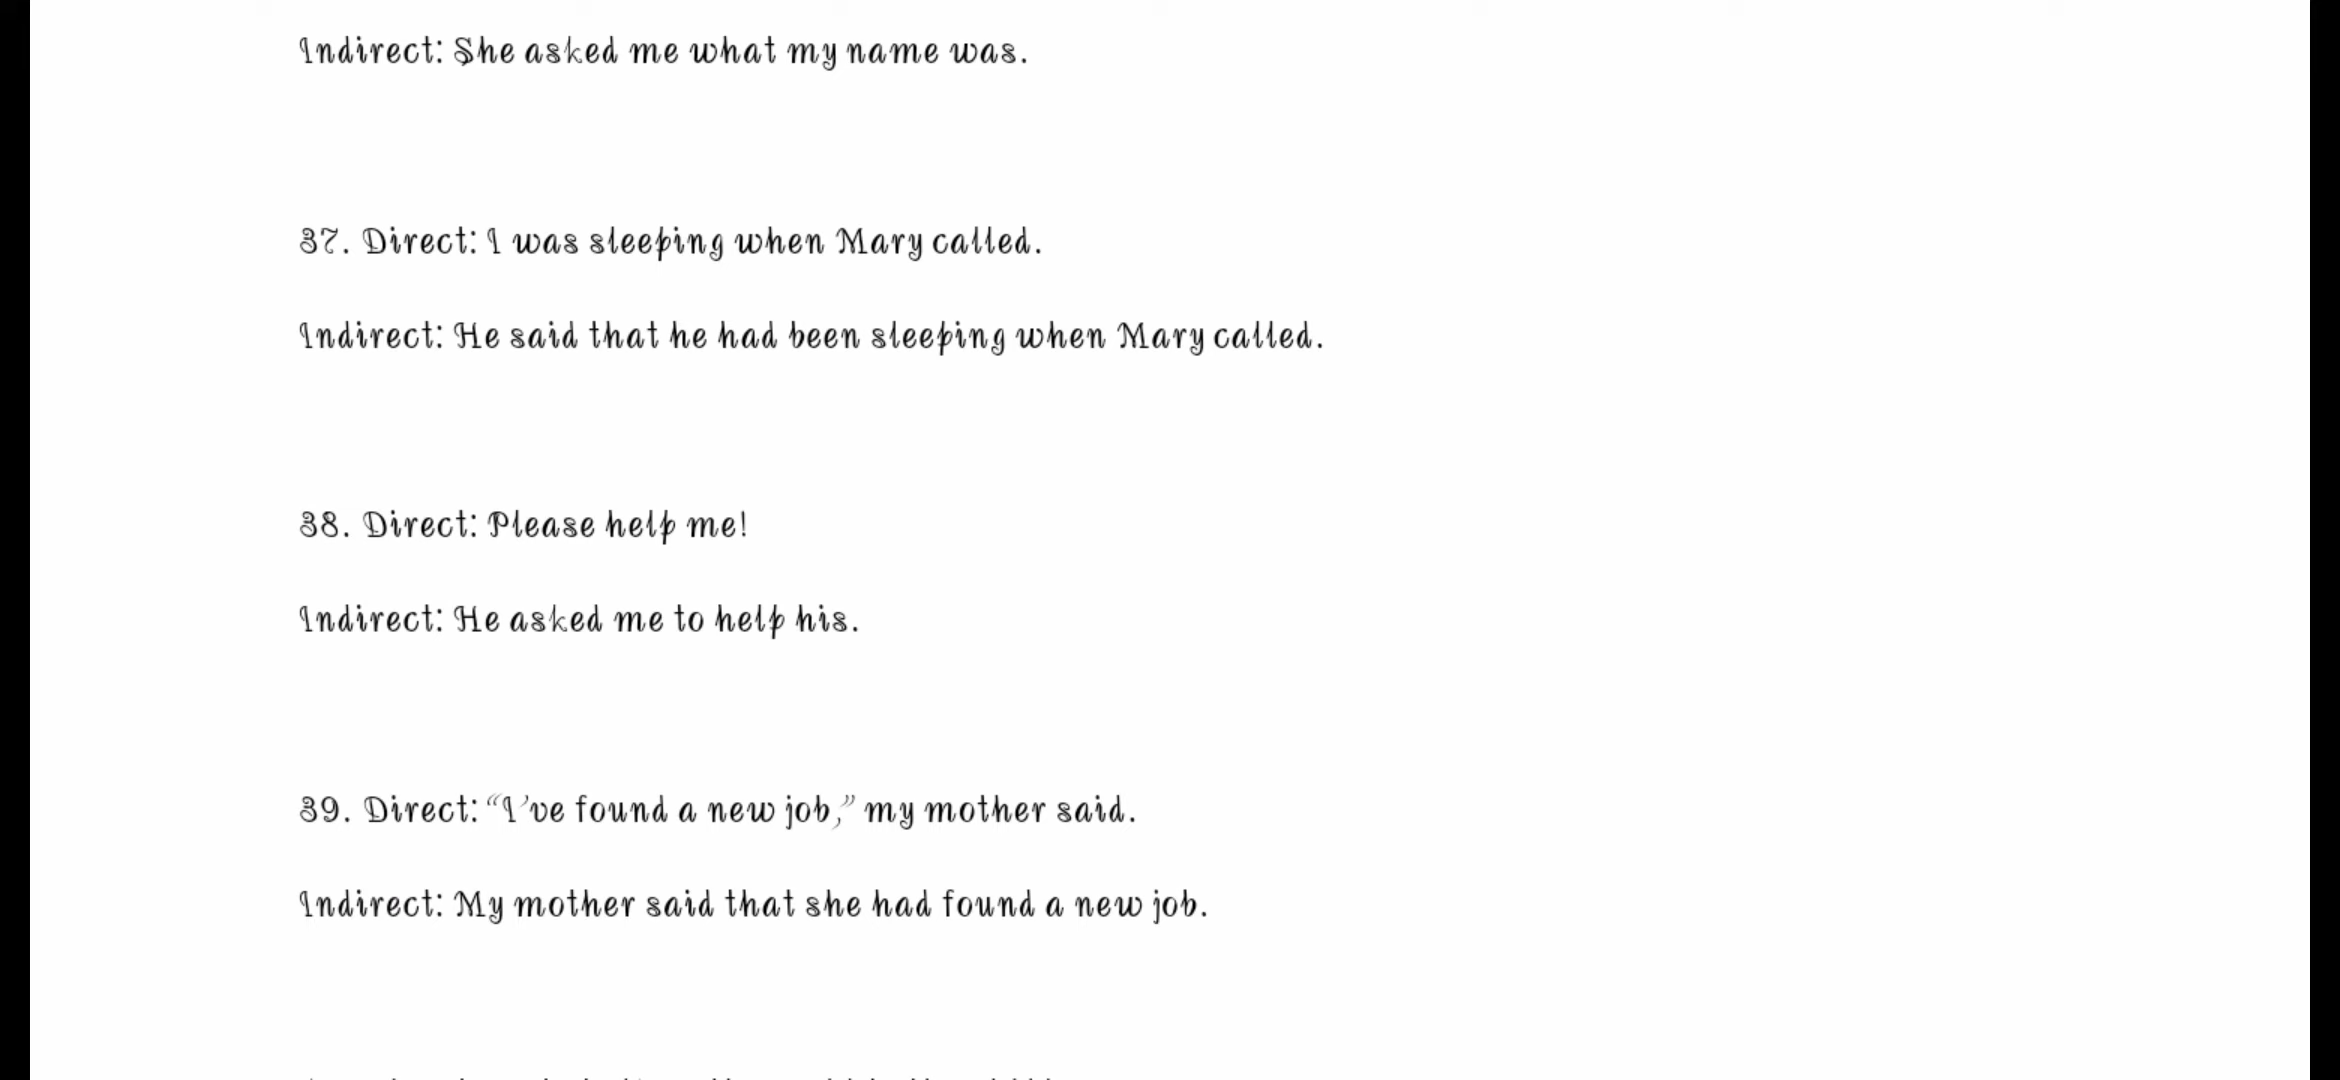 Indirect: She asked me what my name was.
37. Direct: I was sleeping when Mary called.
Indirect: He said that he had been sleeping when Mary called.
38. Direct: Please help me!
Indirect: He asked me to help his.
39. Direct: “I’ve found a new job,” my mother said.
Indirect: My mother said that she had found a new job.